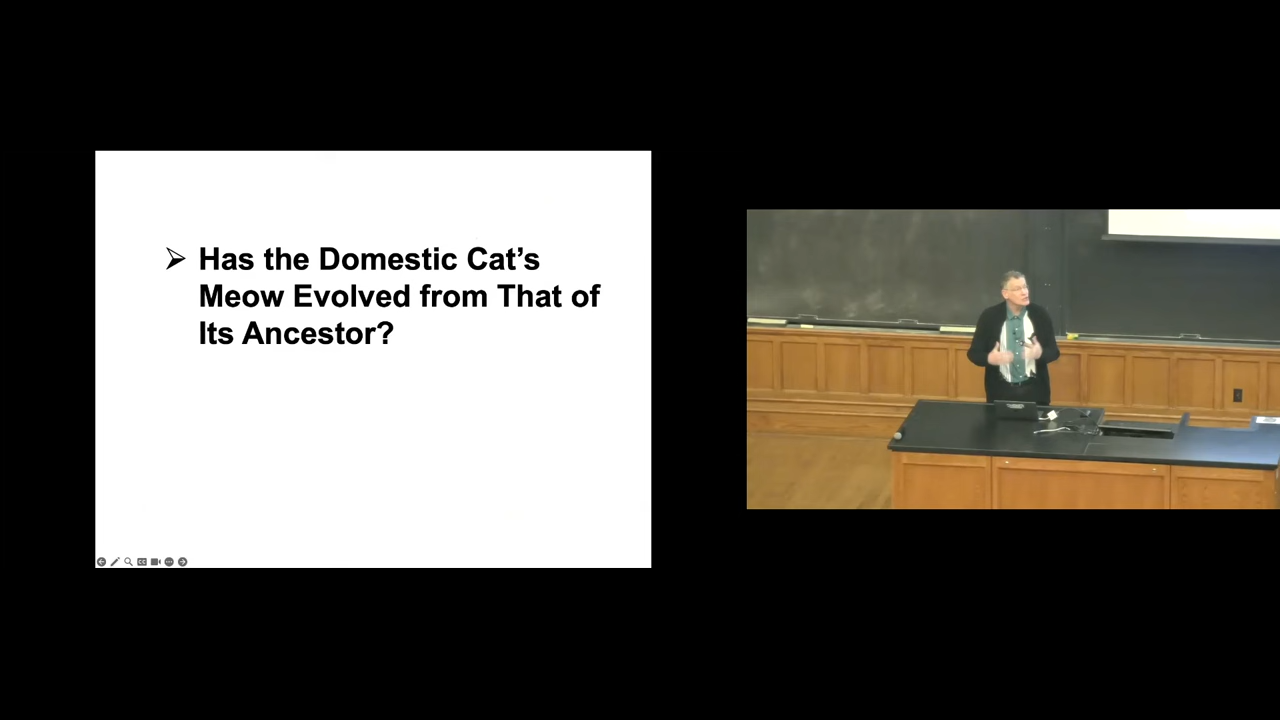 Has the Domestic Cat’s
Meow Evolved from That of
Its Ancestor?